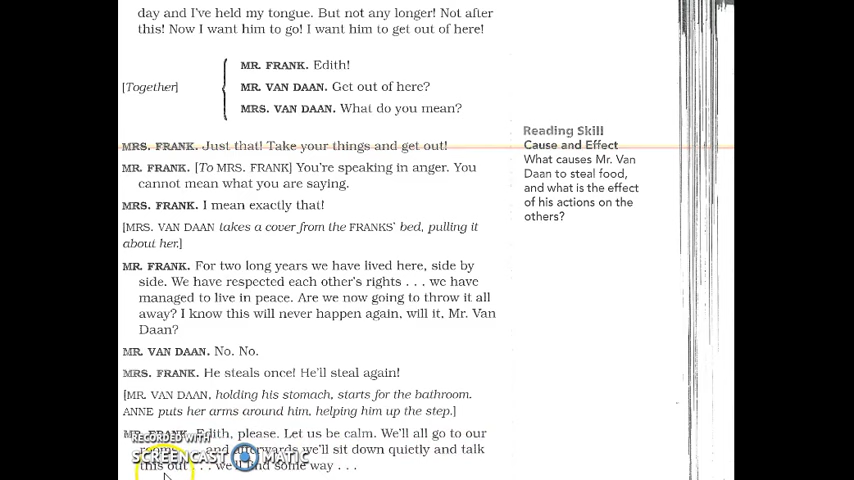 day and I've held my tongue. But not any longer! Not after
this! Now I want him to go! I want him to get out of here!
[Together]
MR. FRANK. Edith!
MR. VAN DAAN. Get out of here?
MRS. VAN DAAN. What do you mean?
MRS. FRANK. Just that! Take your things and get out!
MR. FRANK. [To MRS. FRANK] You're speaking in anger. You
cannot mean what you are saying.
MRS. FRANK. I mean exactly that!
[MRS. VAN DAAN takes a cover from the FRANKS' bed, pulling it
about her.]
MR. FRANK. For two long years we have lived here, side by
side. We have respected each other's rights . . . we have
managed to live in peace. Are we now going to throw it all
away? I know this will never happen again, will it, Mr. Van
Daan?
MR. VAN DAAN. No. No.
MRS. FRANK. He steals once! He'll steal again!
[MR. VAN DAAN, holding his stomach, starts for the bathroom.
ANNE puts her arms around him, helping him up the step.]
MR. FRANK. Edith, please. Let us be calm. We'll all go to our
. . . and afterwards we'll sit down quietly and talk
this out . . . we'll find some way . . .
Reading Skill
Cause and Effect
What causes Mr. Van
Daan to steal food,
and what is the effect
of his actions on the
others?
RECORDED WITH
SCREENCAST MATIC